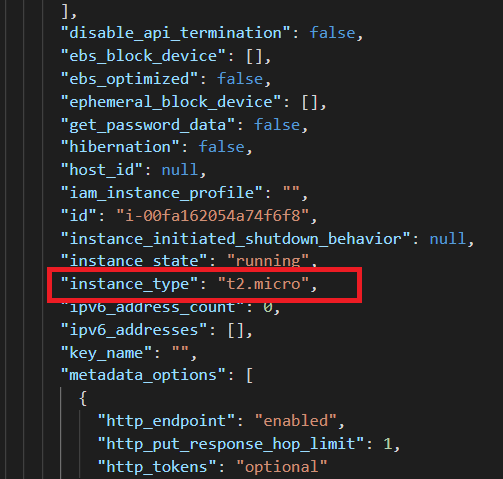 ],
"disable_api_termination": false,
"ebs_block_device": [],
"ebs_optimized": false,
"ephemeral_block_device": [],
"get_password_data": false,
"hibernation": false,
"host_id": null,
"iam_instance_profile": "",
"id": "i-00fa162054a74f6f8",
"instance_initiated_shutdown_behavior": null,
"instance_state": "running",
"instance_type": "t2.micro",
"ipv6_address_count": 0,
"ipv6_addresses": [],
"key_name": "",
"metadata_options": [
{
"http_endpoint": "enabled",
"http_put_response_hop_limit": 1,
"http_tokens": "optional"